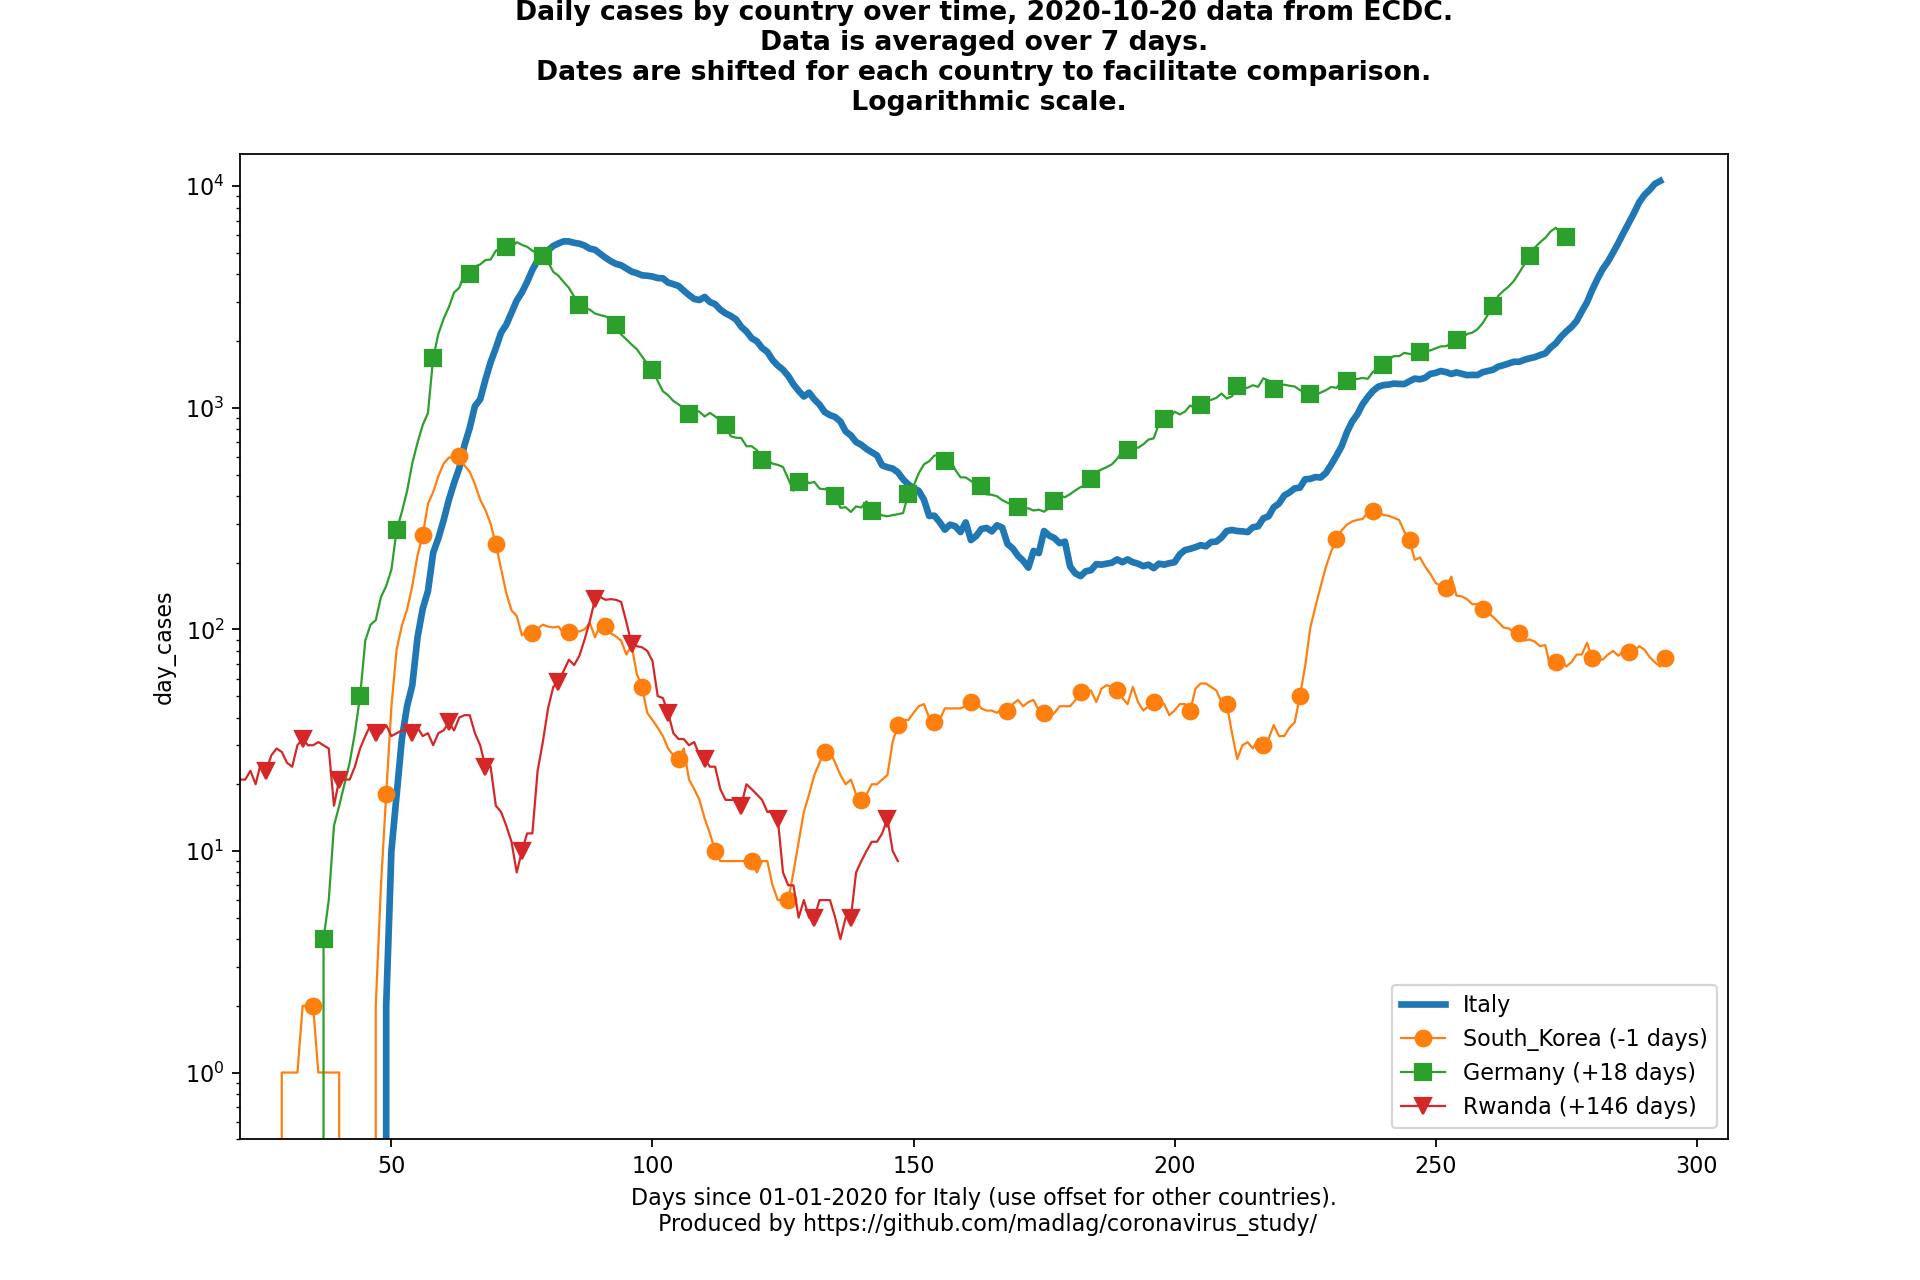 Daily cases by country over time, 2020-10-20 data from ECDC.
Data is averaged over 7 days.
Dates are shifted for each country to facilitate comparison.
Logarithmic scale.
10^4
10^3
10^2
10^1
10^0
day_cases
Italy
South_Korea (-1 days)
Germany (+18 days)
Rwanda (+146 days)
50 100 150 200 250 300
Days since 01-01-2020 for Italy (use offset for other countries).
Produced by https://github.com/madlag/coronavirus_study/